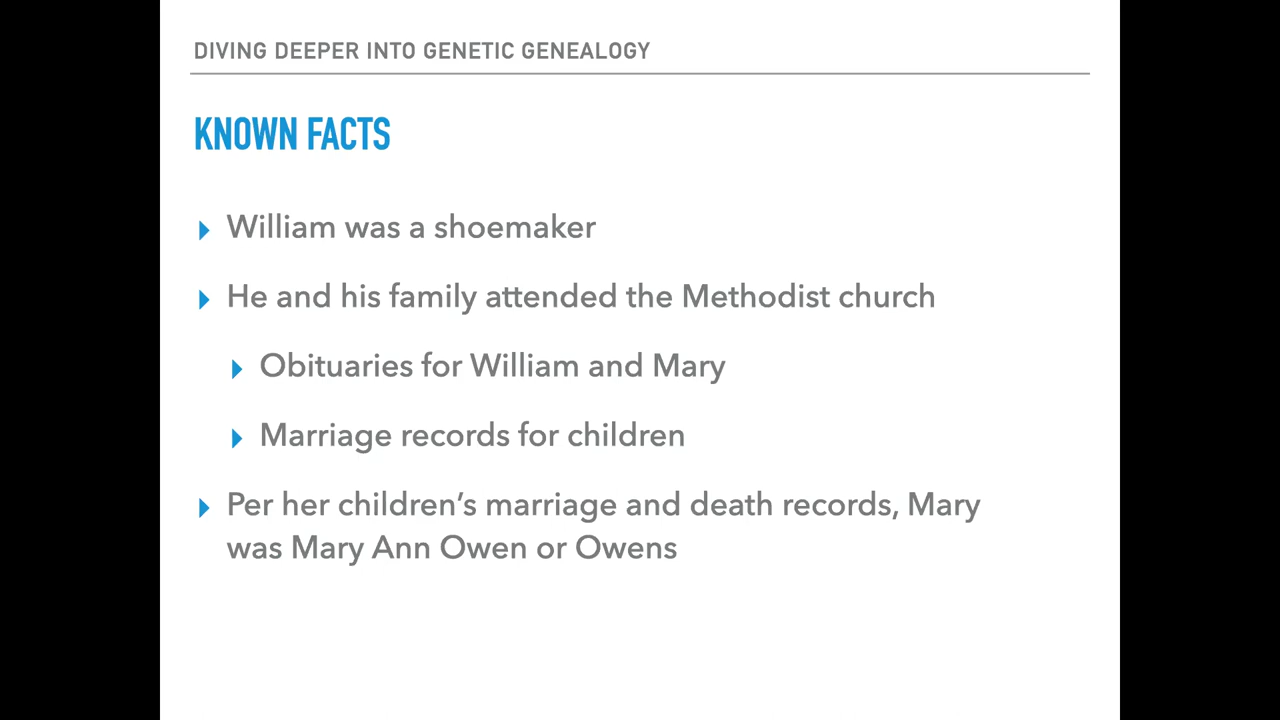 DIVING DEEPER INTO GENETIC GENEALOGY
KNOWN FACTS
William was a shoemaker
He and his family attended the Methodist church
Obituaries for William and Mary
Marriage records for children
Per her children’s marriage and death records, Mary
was Mary Ann Owen or Owens